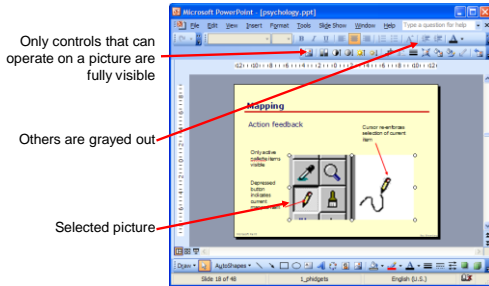 Microsoft PowerPoint - [psychology.ppt]
File Edit View Insert Format Tools Slide Show Window Help Type a question for help
Only controls that can
operate on a picture are
fully visible
Others are grayed out
Selected picture
Mapping
Action feedback
Cursor re-enforces
selection of current
item
Only active
palette items
visible
Depressed
button
indicates
current
Draw AutoShapes
Slide 18 of 48 1_phidgets English (U.S.)